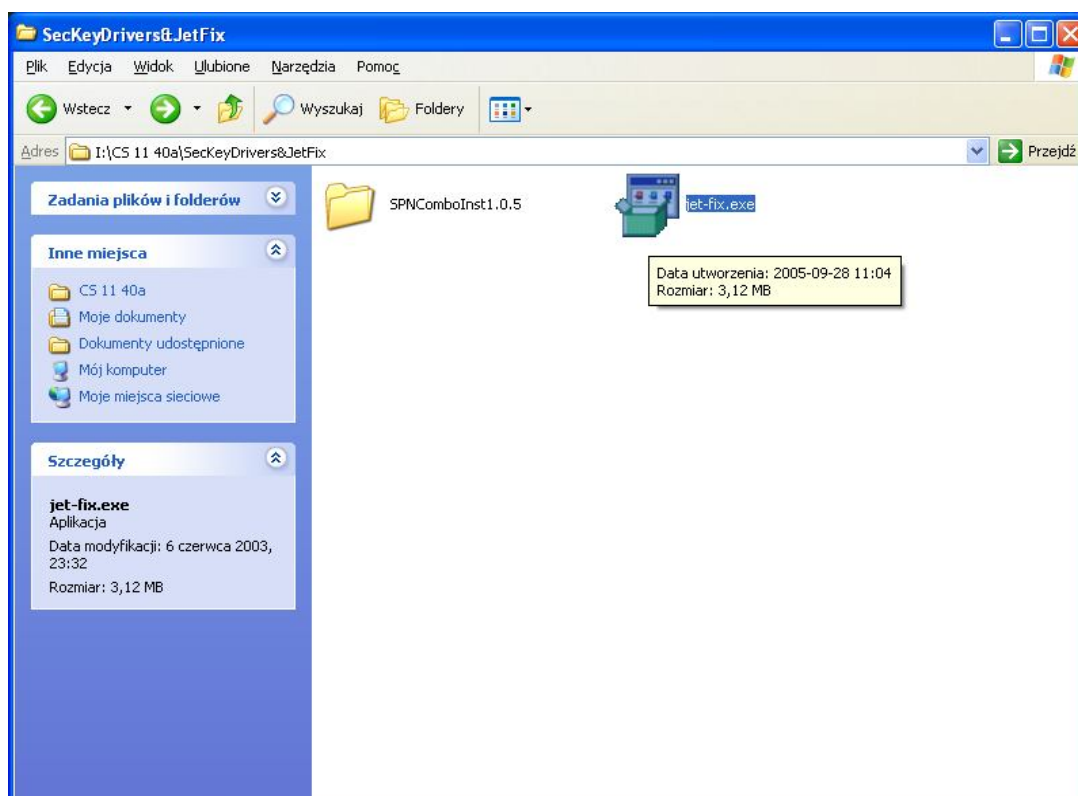 SecKeyDrivers&JetFix
Plik Edycja Widok Ulubione Narzędzia Pomoc
Wstecz Wyszukaj Foldery
Adres I:\CS 11 40a\SecKeyDrivers&JetFix Przejdź
Zadania plików i folderów
SPNComboInst1.0.5
jet-fix.exe
Data utworzenia: 2005-09-28 11:04
Rozmiar: 3,12 MB
Inne miejsca
CS 11 40a
Moje dokumenty
Dokumenty udostępnione
Mój komputer
Moje miejsca sieciowe
Szczegóły
jet-fix.exe
Aplikacja
Data modyfikacji: 6 czerwca 2003,
23:32
Rozmiar: 3,12 MB